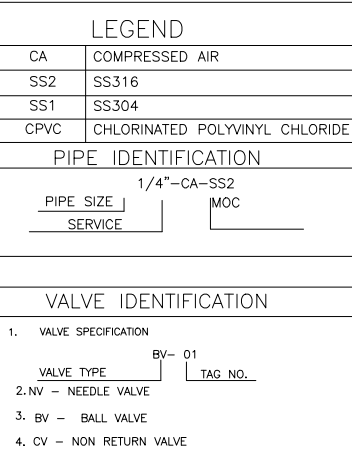 LEGEND
CA COMPRESSED AIR
SS2 SS316
SS1 SS304
CPVC CHLORINATED POLYVINYL CHLORIDE
PIPE IDENTIFICATION
1/4"-CA-SS2
PIPE SIZE MOC
SERVICE
VALVE IDENTIFICATION
1. VALVE SPECIFICATION
BV- 01
VALVE TYPE TAG NO.
2. NV - NEEDLE VALVE
3. BV - BALL VALVE
4. CV - NON RETURN VALVE